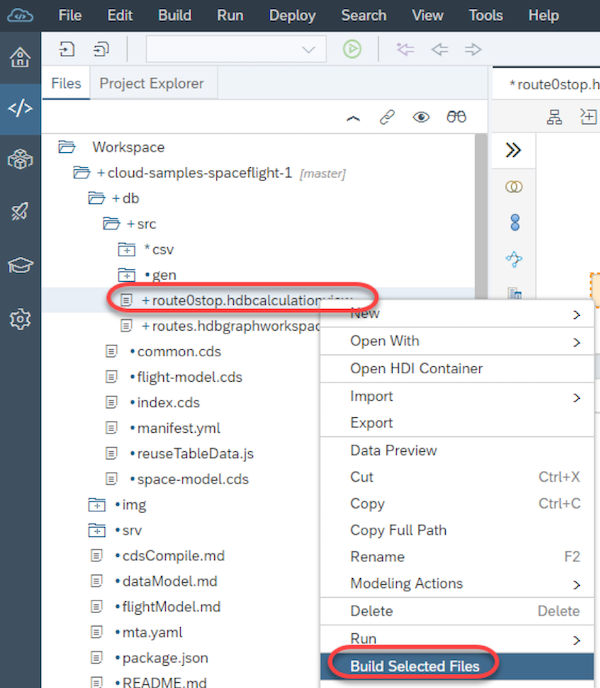 File Edit Build Run Deploy Search View Tools Help
Files Project Explorer
*route0stop.h
Workspace
+cloud-samples-spaceflight-1 [master]
+db
+src
*csv
•gen
+route0stop.hdbcalculationview
+routes.hdbgraphworkspac
•common.cds
•flight-model.cds
•index.cds
•manifest.yml
•reuseTableData.js
•space-model.cds
•img
•srv
•cdsCompile.md
•dataModel.md
•flightModel.md
•mta.yaml
•package.json
•README.md
New
Open With
Open HDI Container
Import
Export
Data Preview
Cut Ctrl+X
Copy Ctrl+C
Copy Full Path
Rename F2
Modeling Actions
Delete Delete
Run
Build Selected Files